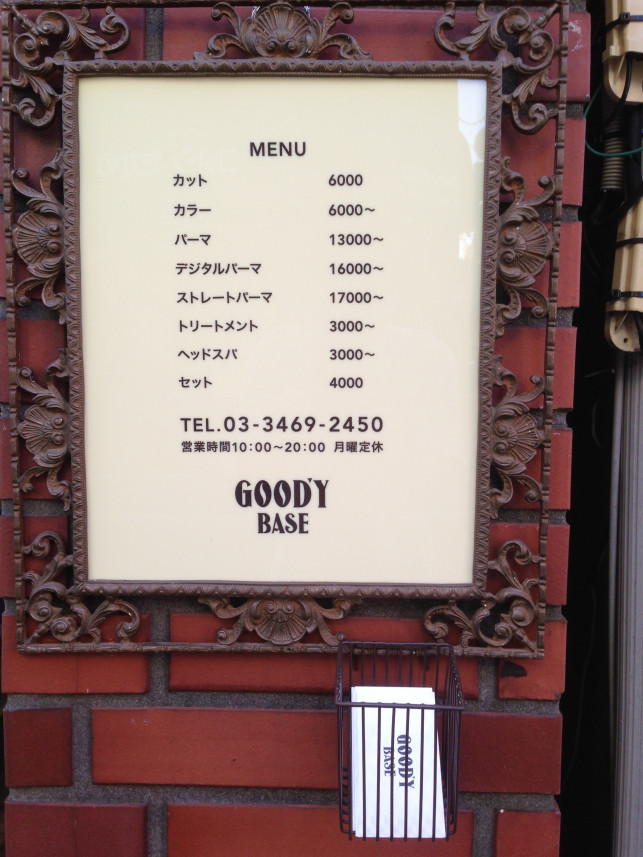 MENU
カット 6000
カラー 6000～
パーマ 13000～
デジタルパーマ 16000～
ストレートパーマ 17000～
トリートメント 3000～
ヘッドスパ 3000～
セット 4000
TEL.03-3469-2450
営業時間10:00～20:00 月曜定休
GOOD'Y
BASE
GOOD'Y
BASE